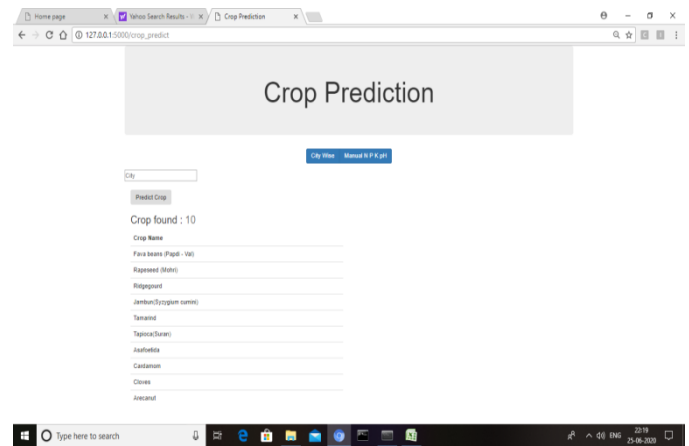 Home page
Yahoo Search Results -
Crop Prediction
127.0.0.1:5000/crop_predict
Crop Prediction
City Wise Manual N P K pH
City
Predict Crop
Crop found : 10
Crop Name
Fava beans (Papdi - Val)
Rapeseed (Mohri)
Ridgegourd
Jambun(Syzygium cumini)
Tamarind
Tapioca(Suran)
Asafoetida
Cardamom
Cloves
Arecanut
Type here to search
ENG
22:19
25-06-2020